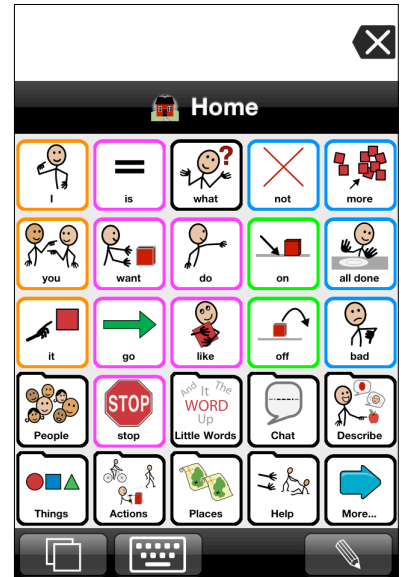 Home
I is what not more
you want do on all done
it go like off bad
And It The
WORD
Up
STOP
People stop Little Words Chat Describe
Things Actions Places Help More...